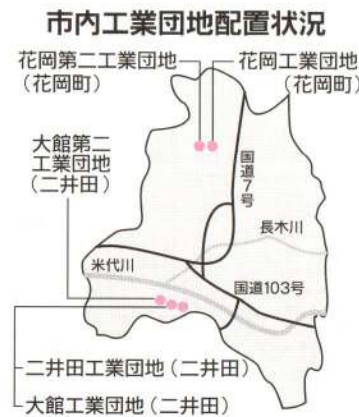 市内工業団地配置状況
花岡第二工業団地
(花岡町)
花岡工業団地
(花岡町)
大館第二
工業団地
(二井田)
国道7号
長木川
米代川
国道103号
二井田工業団地(二井田)
大館工業団地(二井田)